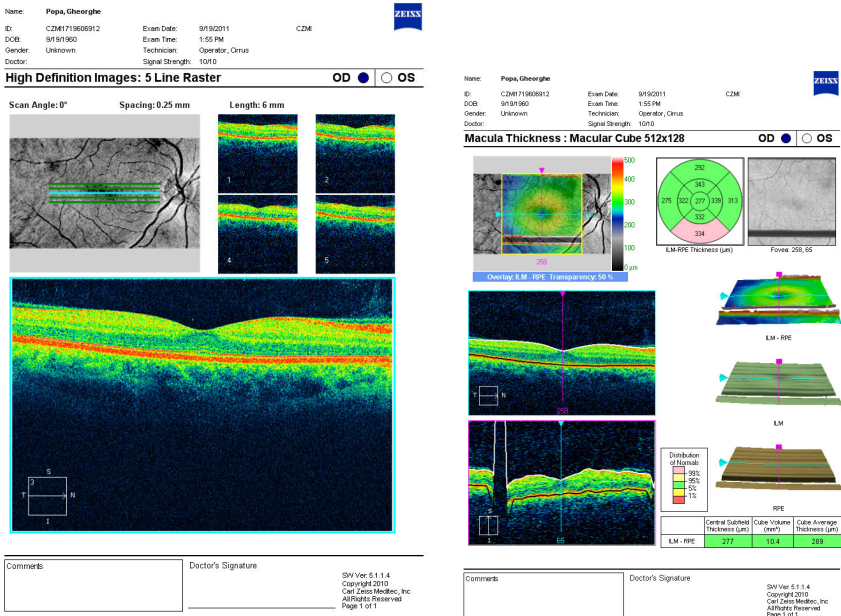 Name: Popa, Gheorghe
ZEISS
ID: CZMI1719606912 Exam Date: 9/19/2011 CZMI
DOB: 9/19/1960 Exam Time: 1:55 PM
Gender: Unknown Technician: Operator, Cirrus
Doctor: Signal Strength: 10/10
High Definition Images: 5 Line Raster OD OS
Scan Angle: 0° Spacing: 0.25 mm Length: 6 mm
1
2
4
5
3
S
T N
I
Comments
Doctor's Signature
SW Ver: 5.1.1.4
Copyright 2010
Carl Zeiss Meditec, Inc
All Rights Reserved
Page 1 of 1
Name: Popa, Gheorghe
ZEISS
ID: CZMI1719606912 Exam Date: 9/19/2011 CZMI
DOB: 9/19/1960 Exam Time: 1:55 PM
Gender: Unknown Technician: Operator, Cirrus
Doctor: Signal Strength: 10/10
Macula Thickness : Macular Cube 512x128 OD OS
500
400
300
200
100
0 µm
258
Overlay: ILM - RPE Transparency: 50 %
292
343
275 322 277 339 313
332
334
ILM-RPE Thickness (µm)
Fovea: 258, 65
ILM - RPE
T N
258
ILM
S
I
65
Distribution
of Normals
99%
95%
5%
1%
RPE
Central Subfield Thickness (µm) Cube Volume (mm³) Cube Average Thickness (µm)
ILM - RPE 277 10.4 289
Comments
Doctor's Signature
SW Ver: 5.1.1.4
Copyright 2010
Carl Zeiss Meditec, Inc
All Rights Reserved
Page 1 of 1